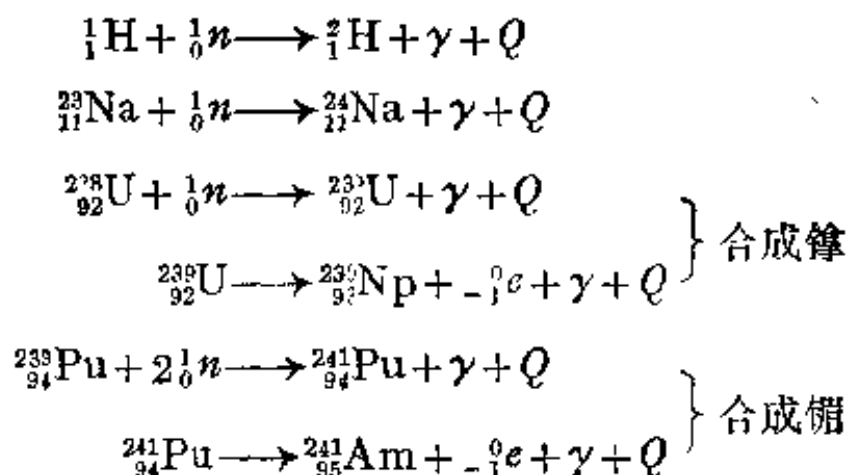 ¹₁H + ¹₀n ⟶ ²₁H + γ + Q
²³₁₁Na + ¹₀n ⟶ ²⁴₁₁Na + γ + Q
²³⁸₉₂U + ¹₀n ⟶ ²³⁹₉₂U + γ + Q
合成镎
²³⁹₉₂U ⟶ ²³⁹₉₃Np + ⁰₋₁e + γ + Q
²³⁹₉₄Pu + 2¹₀n ⟶ ²⁴¹₉₄Pu + γ + Q
合成镅
²⁴¹₉₄Pu ⟶ ²⁴¹₉₅Am + ⁰₋₁e + γ + Q